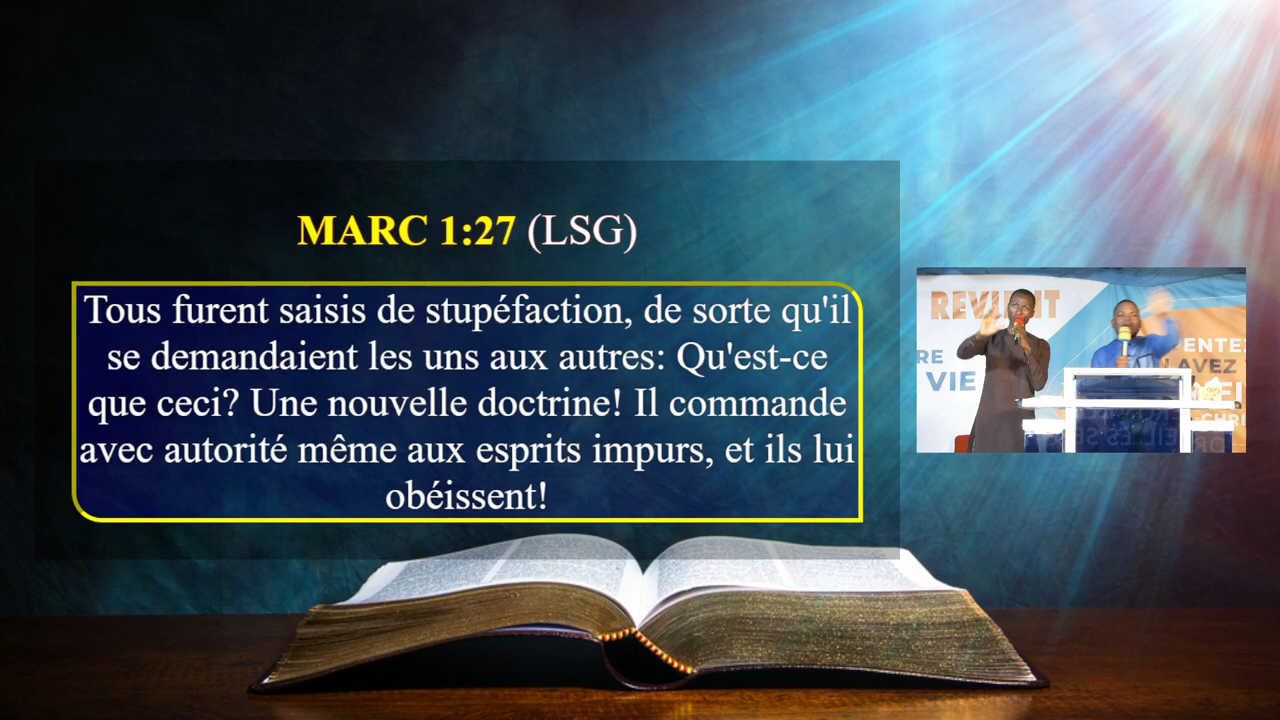 MARC 1:27 (LSG)
Tous furent saisis de stupéfaction, de sorte qu'il
se demandaient les uns aux autres: Qu'est-ce
que ceci? Une nouvelle doctrine! Il commande
avec autorité même aux esprits impurs, et ils lui
obéissent!
REVIENT
RE
VIE
AVEZ